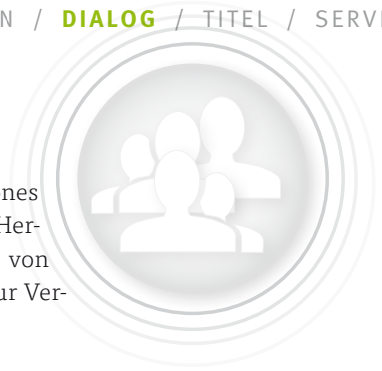 N / DIALOG / TITEL / SERV
nes
Her-
von
ur Ver-